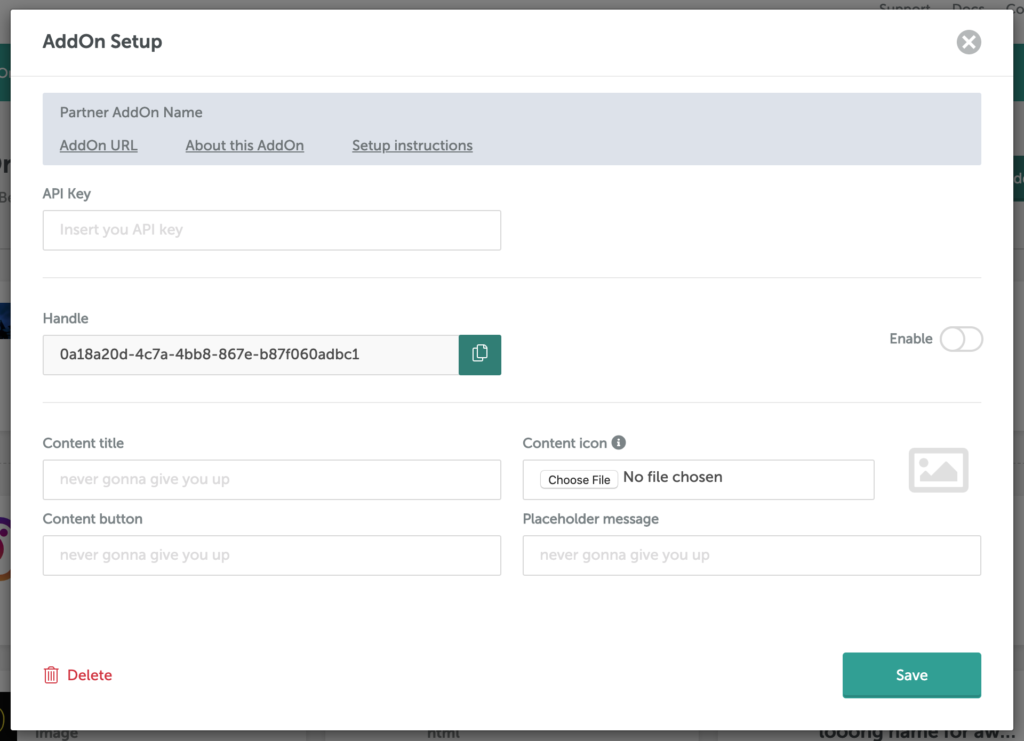 Support Docs
AddOn Setup
Partner AddOn Name
AddOn URL About this AddOn Setup instructions
API Key
Insert you API key
Handle
0a18a20d-4c7a-4bb8-867e-b87f060adbc1
Enable
Content title
never gonna give you up
Content icon
Choose File No file chosen
Content button
never gonna give you up
Placeholder message
never gonna give you up
Delete
Save
image html looong name for aw...